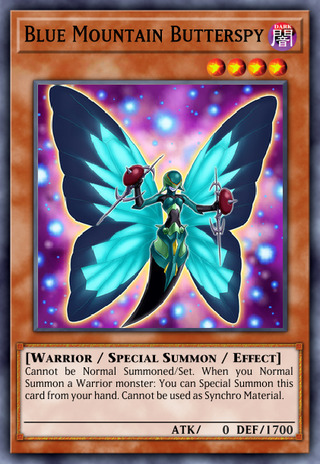 Blue Mountain Butterspy
DARK
闇
[Warrior / Special Summon / Effect]
Cannot be Normal Summoned/Set. When you Normal
Summon a Warrior monster: You can Special Summon this
card from your hand. Cannot be used as Synchro Material.
ATK/ 0 DEF/1700